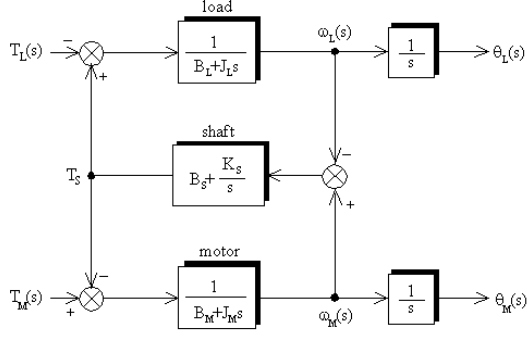 load
T_L(s) − 1 ω_L(s) 1 θ_L(s)
+ B_L+J_Ls s
shaft
T_S B_S+ K_S/s −
+
motor
− 1 1
T_M(s) + B_M+J_Ms ω_M(s) s θ_M(s)